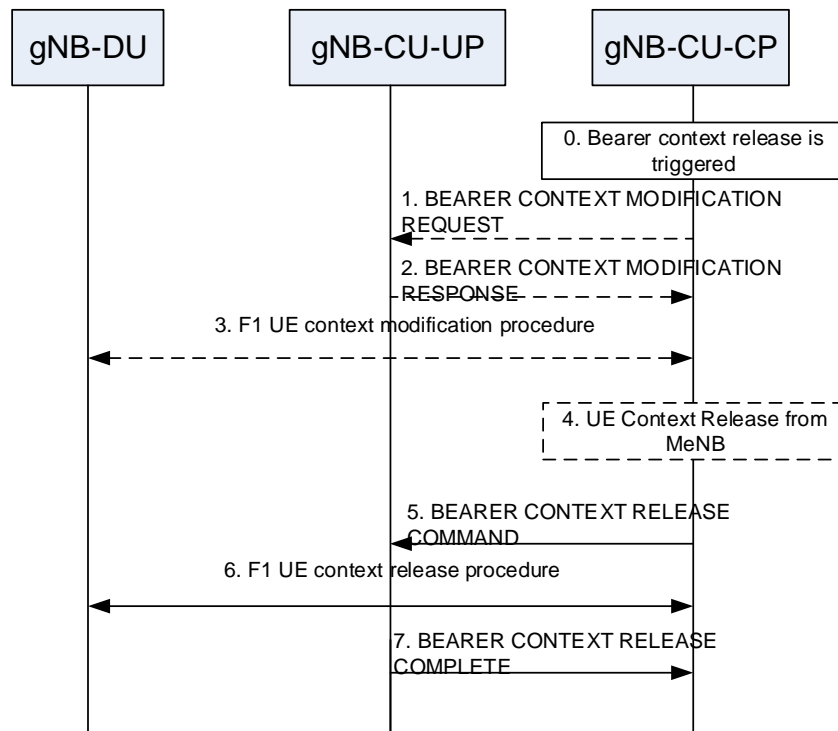 gNB-DU
gNB-CU-UP
gNB-CU-CP
0. Bearer context release is
triggered
1. BEARER CONTEXT MODIFICATION
REQUEST
2. BEARER CONTEXT MODIFICATION
RESPONSE
3. F1 UE context modification procedure
4. UE Context Release from
MeNB
5. BEARER CONTEXT RELEASE
COMMAND
6. F1 UE context release procedure
7. BEARER CONTEXT RELEASE
COMPLETE